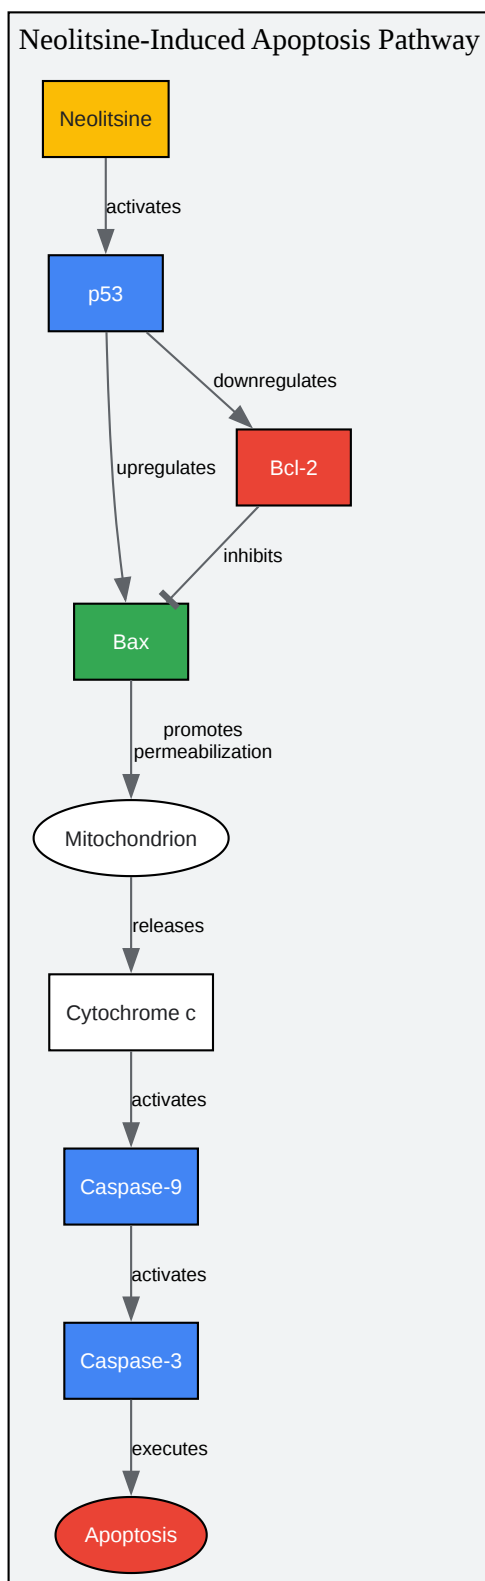 Neolitsine-Induced Apoptosis Pathway
Neolitsine
activates
p53
downregulates
upregulates
Bcl-2
inhibits
Bax
promotes
permeabilization
Mitochondrion
releases
Cytochrome c
activates
Caspase-9
activates
Caspase-3
executes
Apoptosis